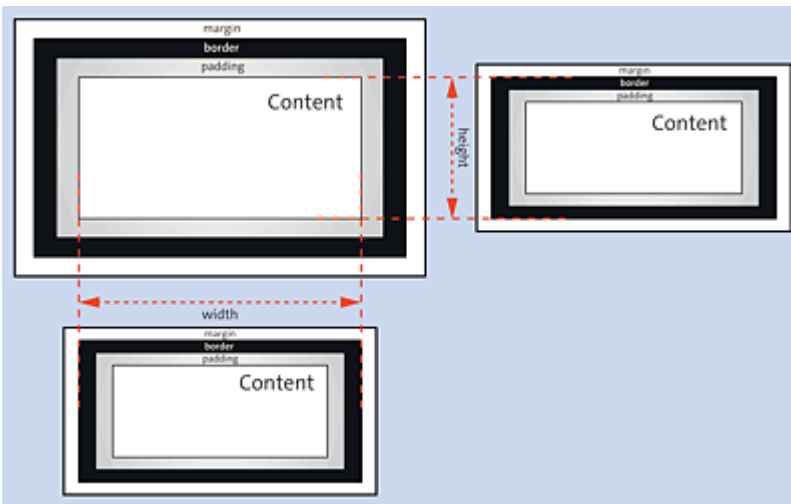 margin
border
padding
Content
height
margin
border
padding
Content
width
margin
border
padding
Content